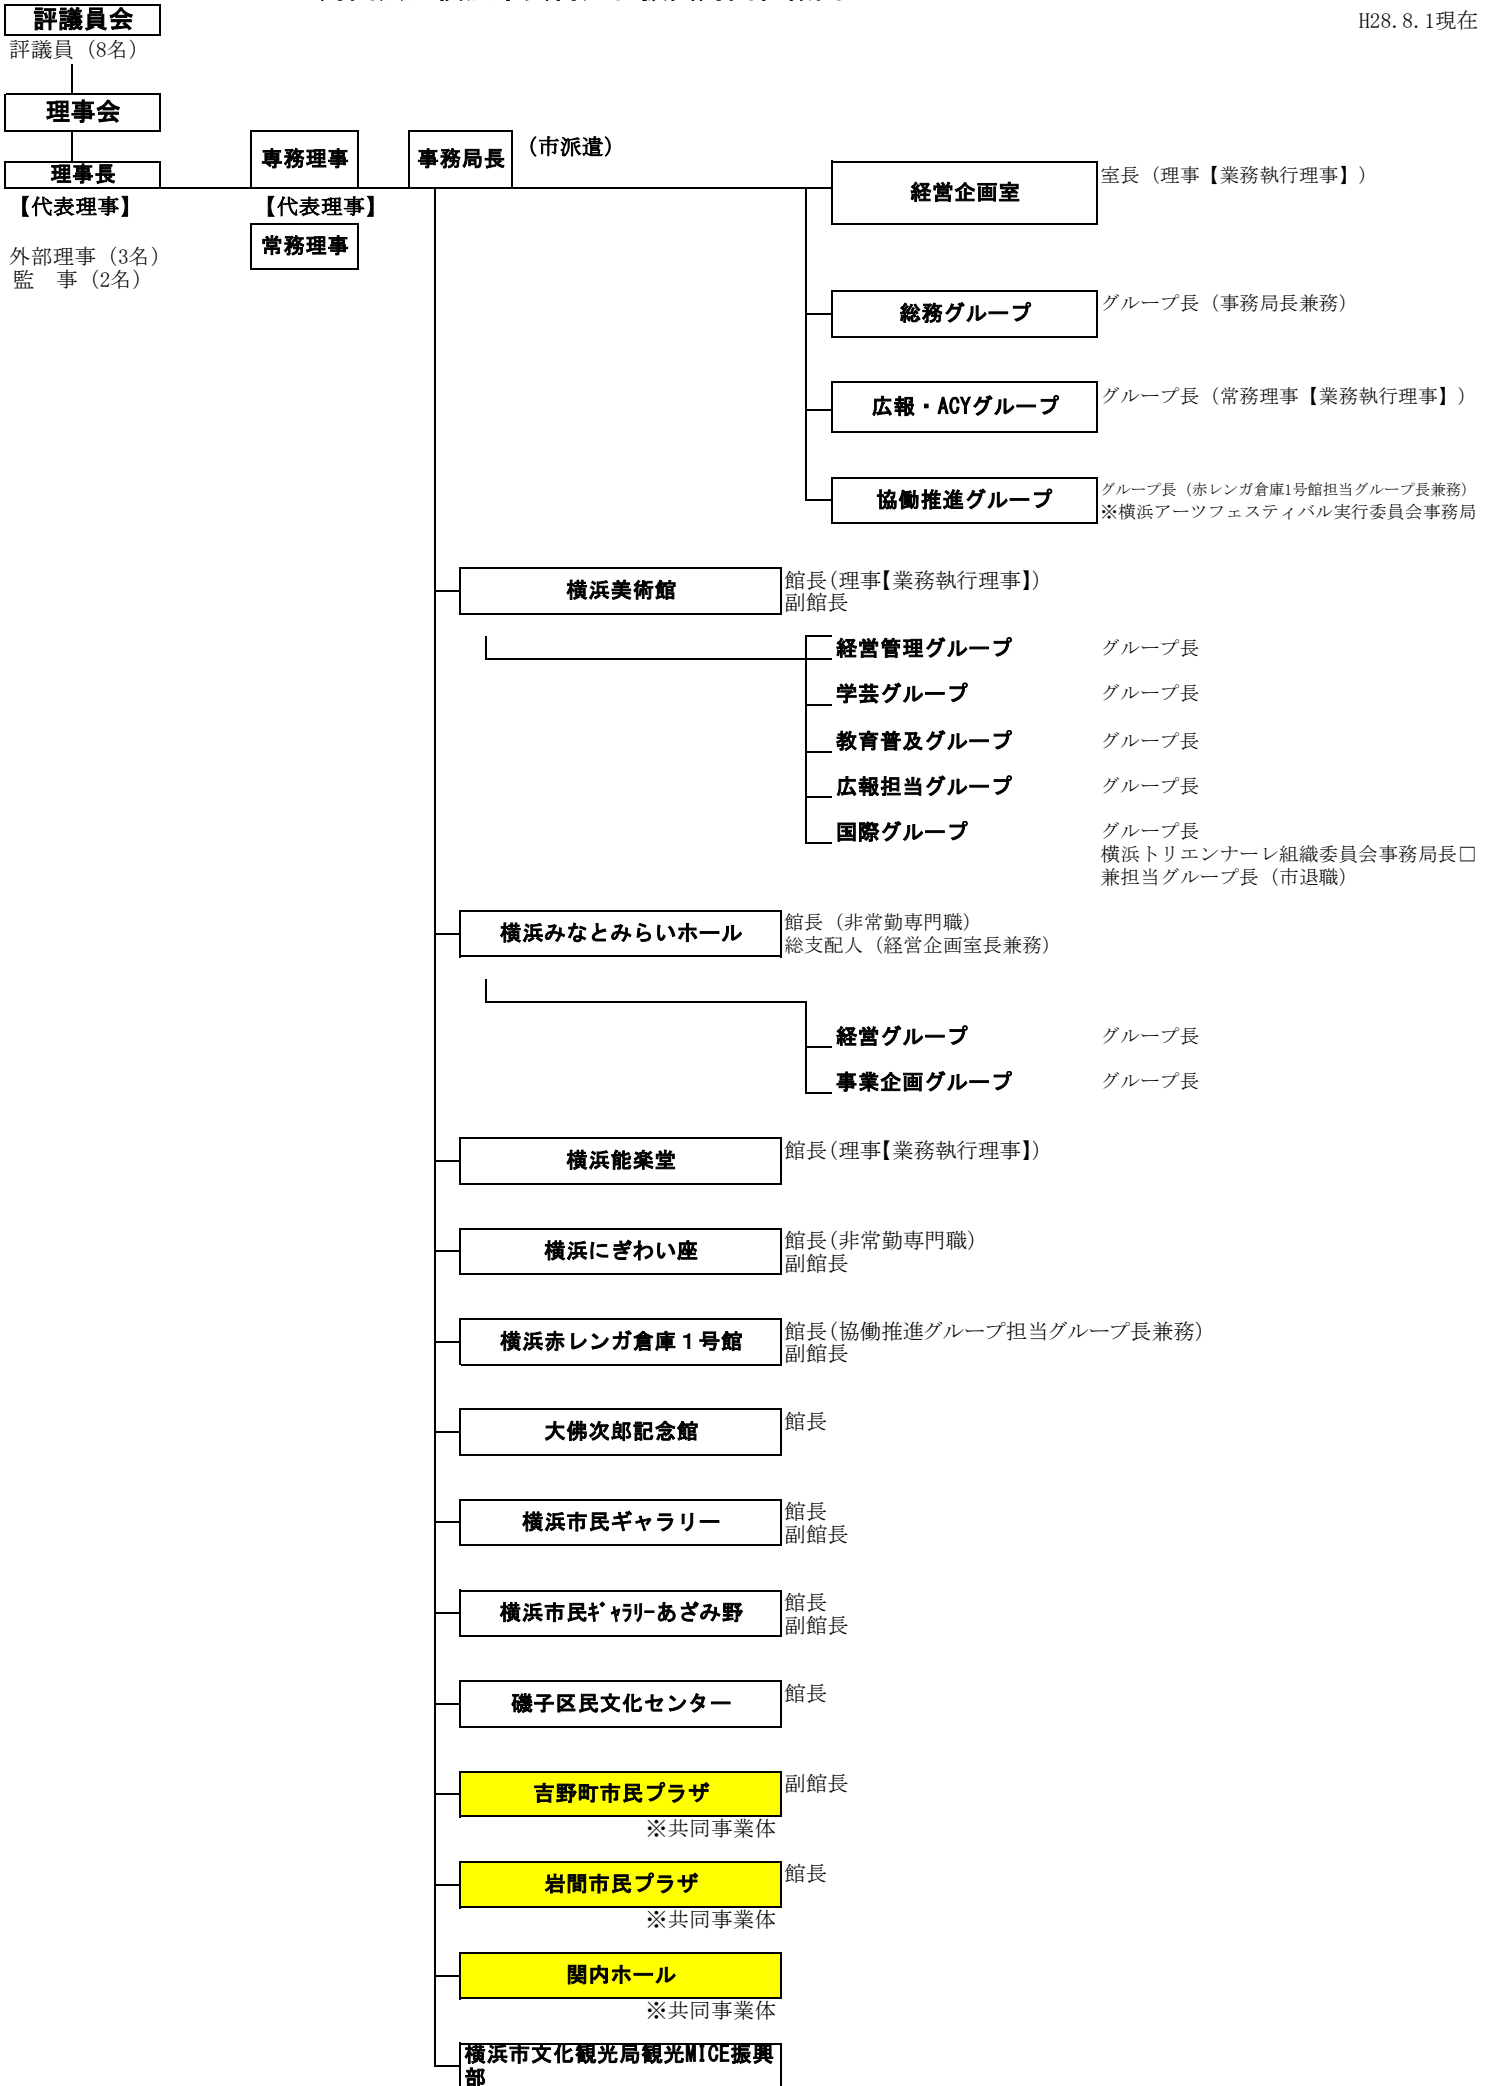 評議員会
H28.8.1現在
評議員（8名）
理事会
専務理事
事務局長
（市派遣）
理事長
経営企画室
室長（理事【業務執行理事】）
【代表理事】
【代表理事】
常務理事
外部理事（3名）
監　事（2名）
総務グループ
グループ長（事務局長兼務）
広報・ACYグループ
グループ長（常務理事【業務執行理事】）
協働推進グループ
グループ長（赤レンガ倉庫1号館担当グループ長兼務）
※横浜アーツフェスティバル実行委員会事務局
横浜美術館
館長(理事【業務執行理事】)
副館長
経営管理グループ
グループ長
学芸グループ
グループ長
教育普及グループ
グループ長
広報担当グループ
グループ長
国際グループ
グループ長
横浜トリエンナーレ組織委員会事務局長□
兼担当グループ長（市退職）
横浜みなとみらいホール
館長（非常勤専門職）
総支配人（経営企画室長兼務）
経営グループ
グループ長
事業企画グループ
グループ長
横浜能楽堂
館長(理事【業務執行理事】)
横浜にぎわい座
館長(非常勤専門職)
副館長
横浜赤レンガ倉庫１号館
館長(協働推進グループ担当グループ長兼務)
副館長
大佛次郎記念館
館長
横浜市民ギャラリー
館長
副館長
横浜市民ｷﾞｬﾗﾘｰあざみ野
館長
副館長
磯子区民文化センター
館長
吉野町市民プラザ
副館長
※共同事業体
岩間市民プラザ
館長
※共同事業体
関内ホール
※共同事業体
横浜市文化観光局観光MICE振興
部